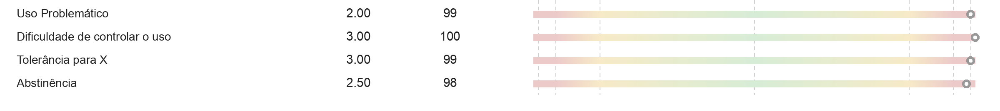 Uso Problemático 2.00 99
Dificuldade de controlar o uso 3.00 100
Tolerância para X 3.00 99
Abstinência 2.50 98